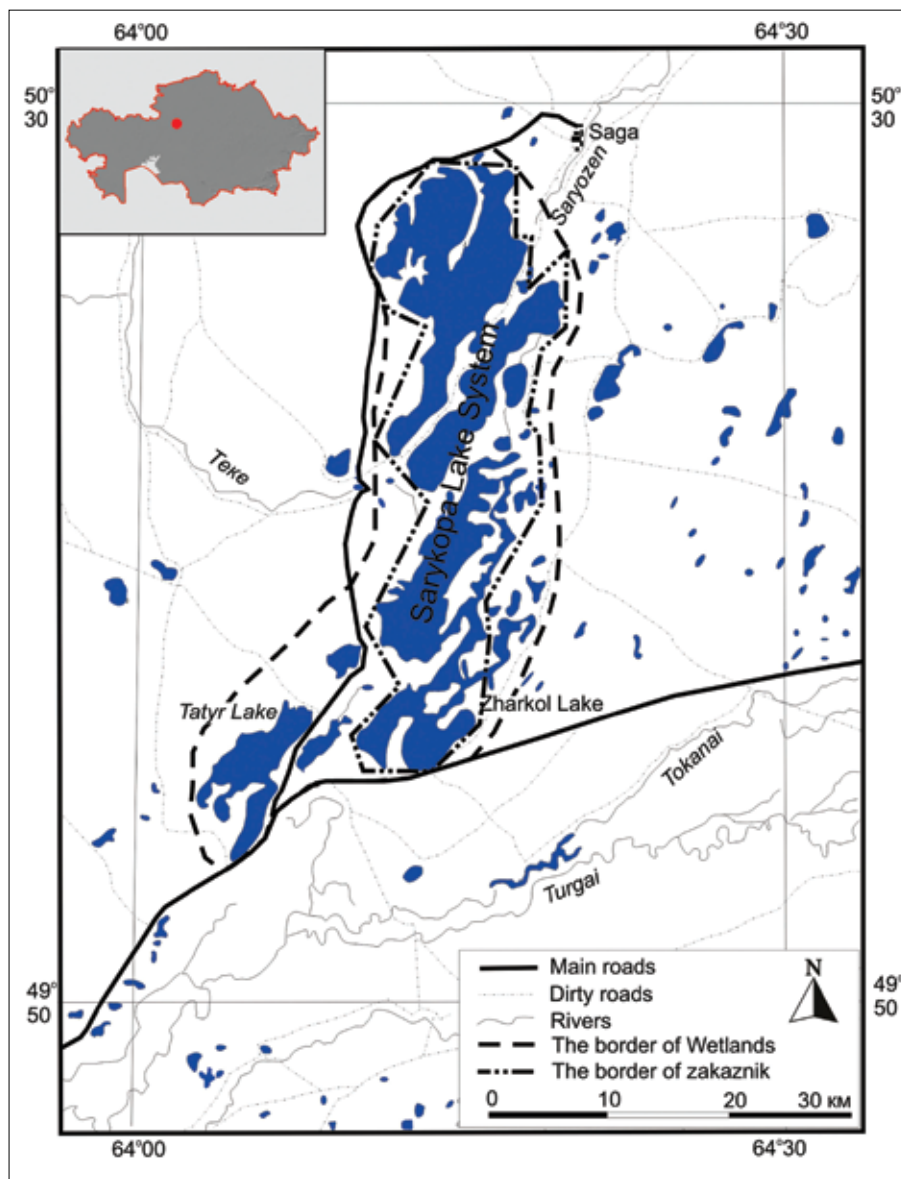 64°00
64°30
50°
30
50°
30
Saga
Saryozen
Sarykopa Lake System
Теке
Tatyr Lake
Zharkol Lake
Tokanai
Turgai
49°
50
49°
50
Main roads
Dirty roads
Rivers
The border of Wetlands
The border of zakaznik
N
0 10 20 30 км
64°00
64°30